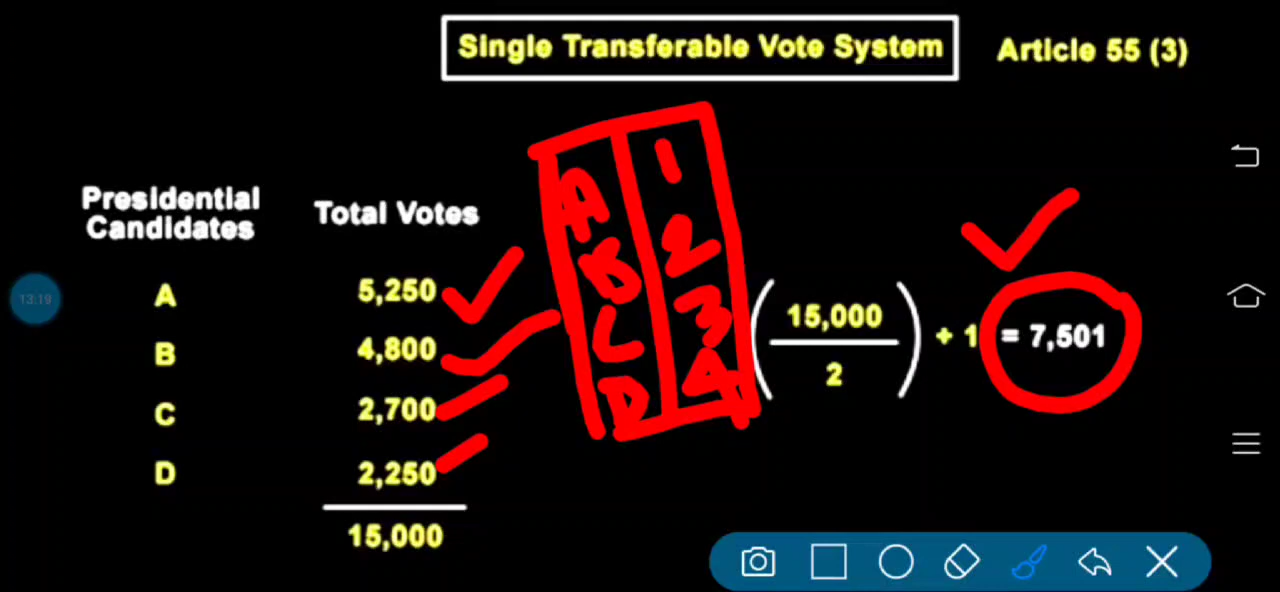 Single Transferable Vote System
Article 55 (3)
Presidential
Candidates
Total Votes
A 5,250
B 4,800
C 2,700
D 2,250
15,000
A 1
B 2
C 3
D 4
(15,000
2) + 1 = 7,501
13:19